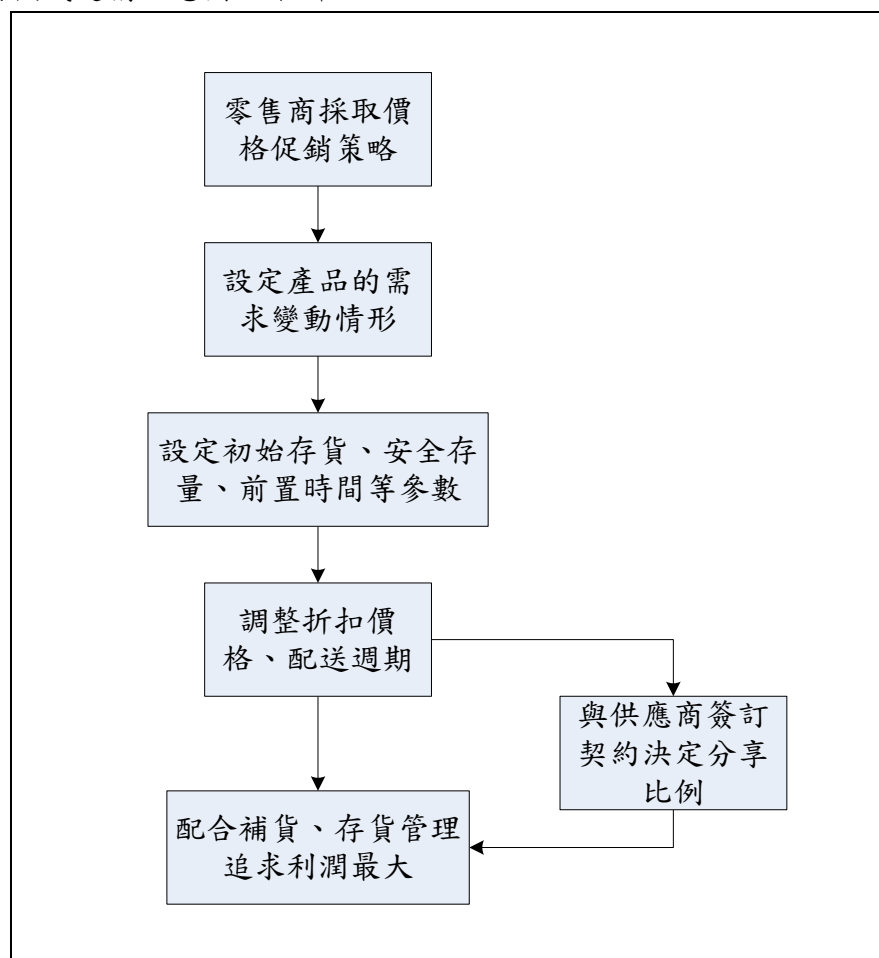 零售商採取價
格促銷策略
設定產品的需
求變動情形
設定初始存貨、安全存
量、前置時間等參數
調整折扣價
格、配送週期
與供應商簽訂
契約決定分享
比例
配合補貨、存貨管理
追求利潤最大